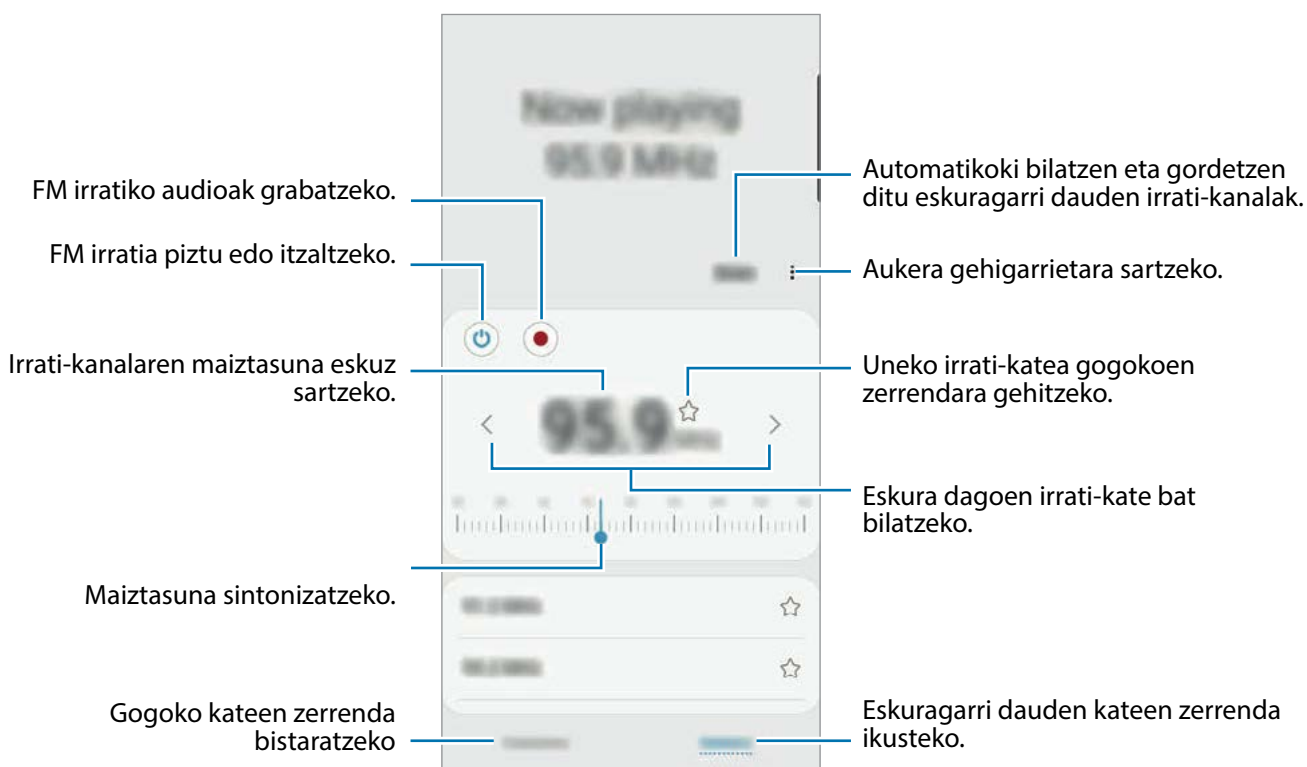 Now playing
95.9 MHz
FM irratiko audioak grabatzeko.
FM irratia piztu edo itzaltzeko.
Irrati-kanalaren maiztasuna eskuz
sartzeko.
Maiztasuna sintonizatzeko.
Gogoko kateen zerrenda
bistaratzeko
95.9
Automatikoki bilatzen eta gordetzen
ditu eskuragarri dauden irrati-kanalak.
Aukera gehigarrietara sartzeko.
Uneko irrati-katea gogokoen
zerrendara gehitzeko.
Eskura dagoen irrati-kate bat
bilatzeko.
Eskuragarri dauden kateen zerrenda
ikusteko.